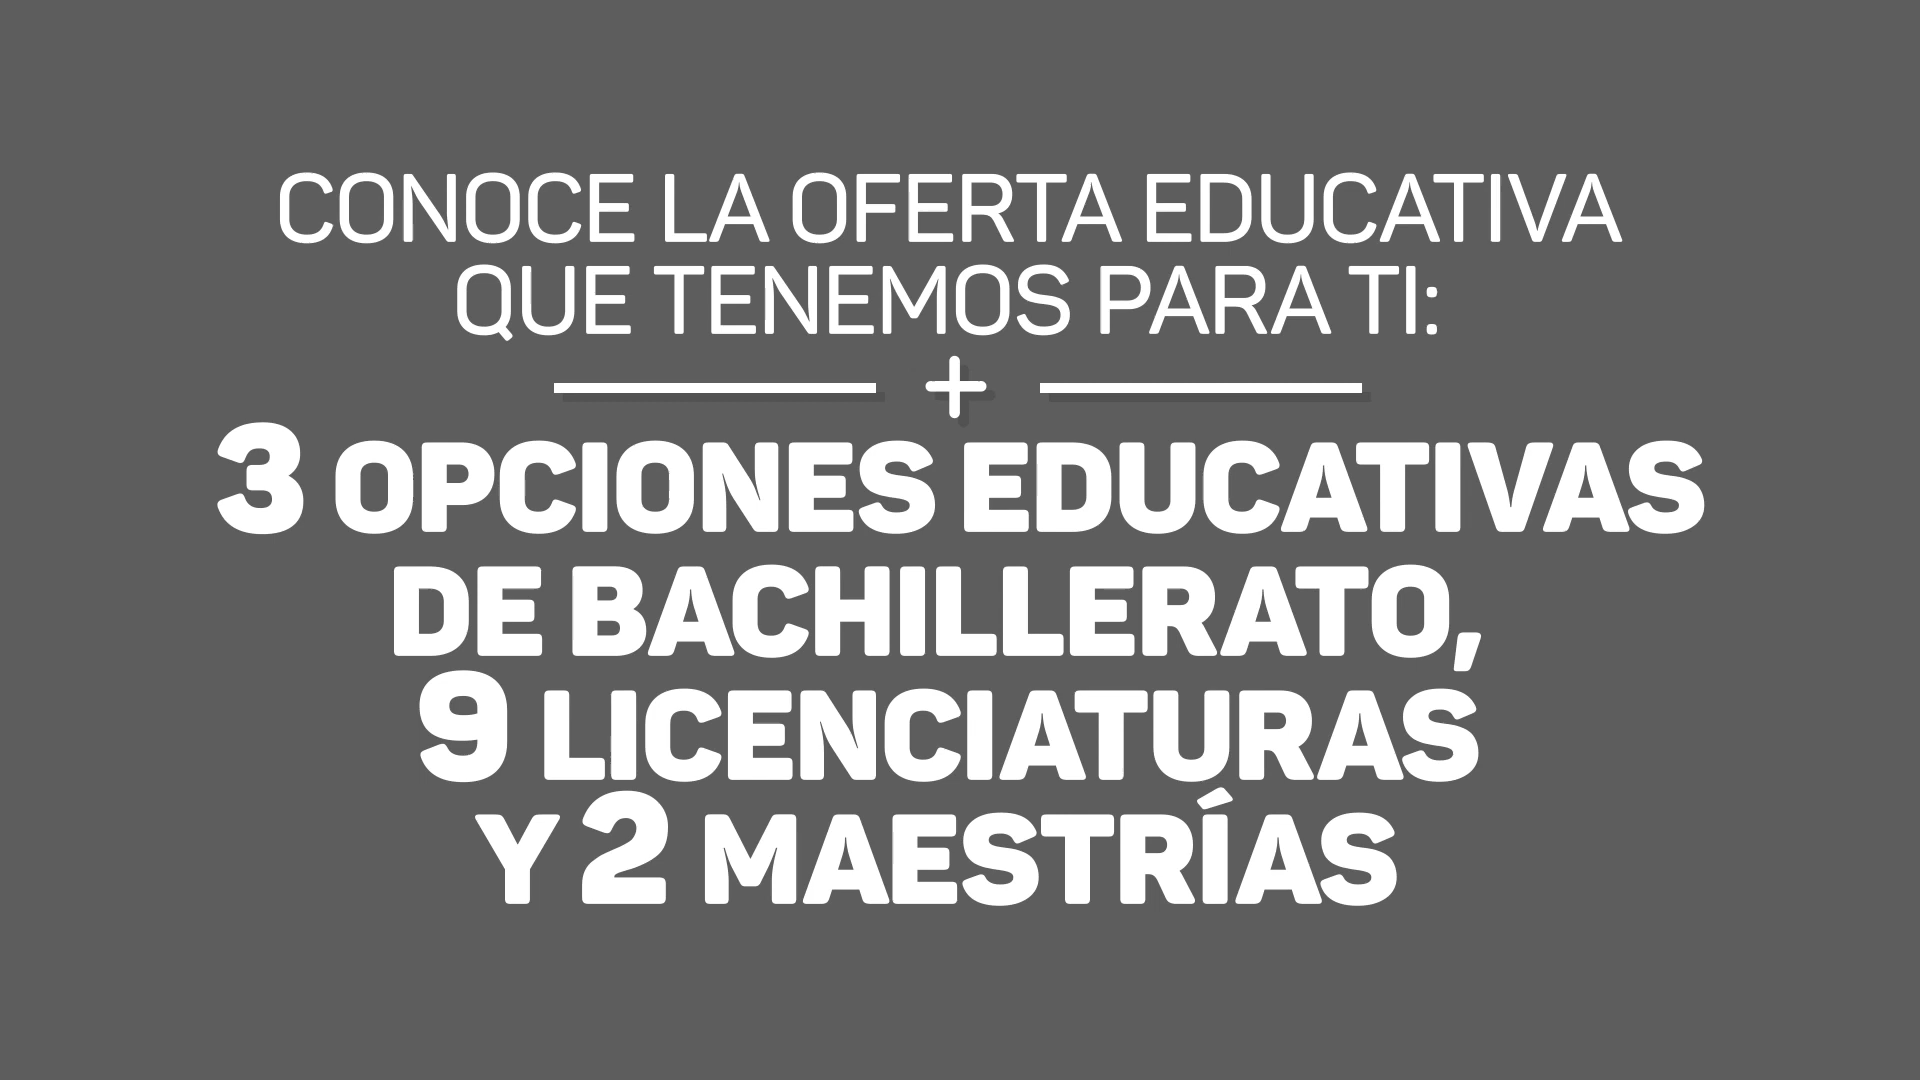 CONOCE LA OFERTA EDUCATIVA
QUE TENEMOS PARA TI:
+
3 OPCIONES EDUCATIVAS
DE BACHILLERATO,
9 LICENCIATURAS
Y 2 MAESTRÍAS